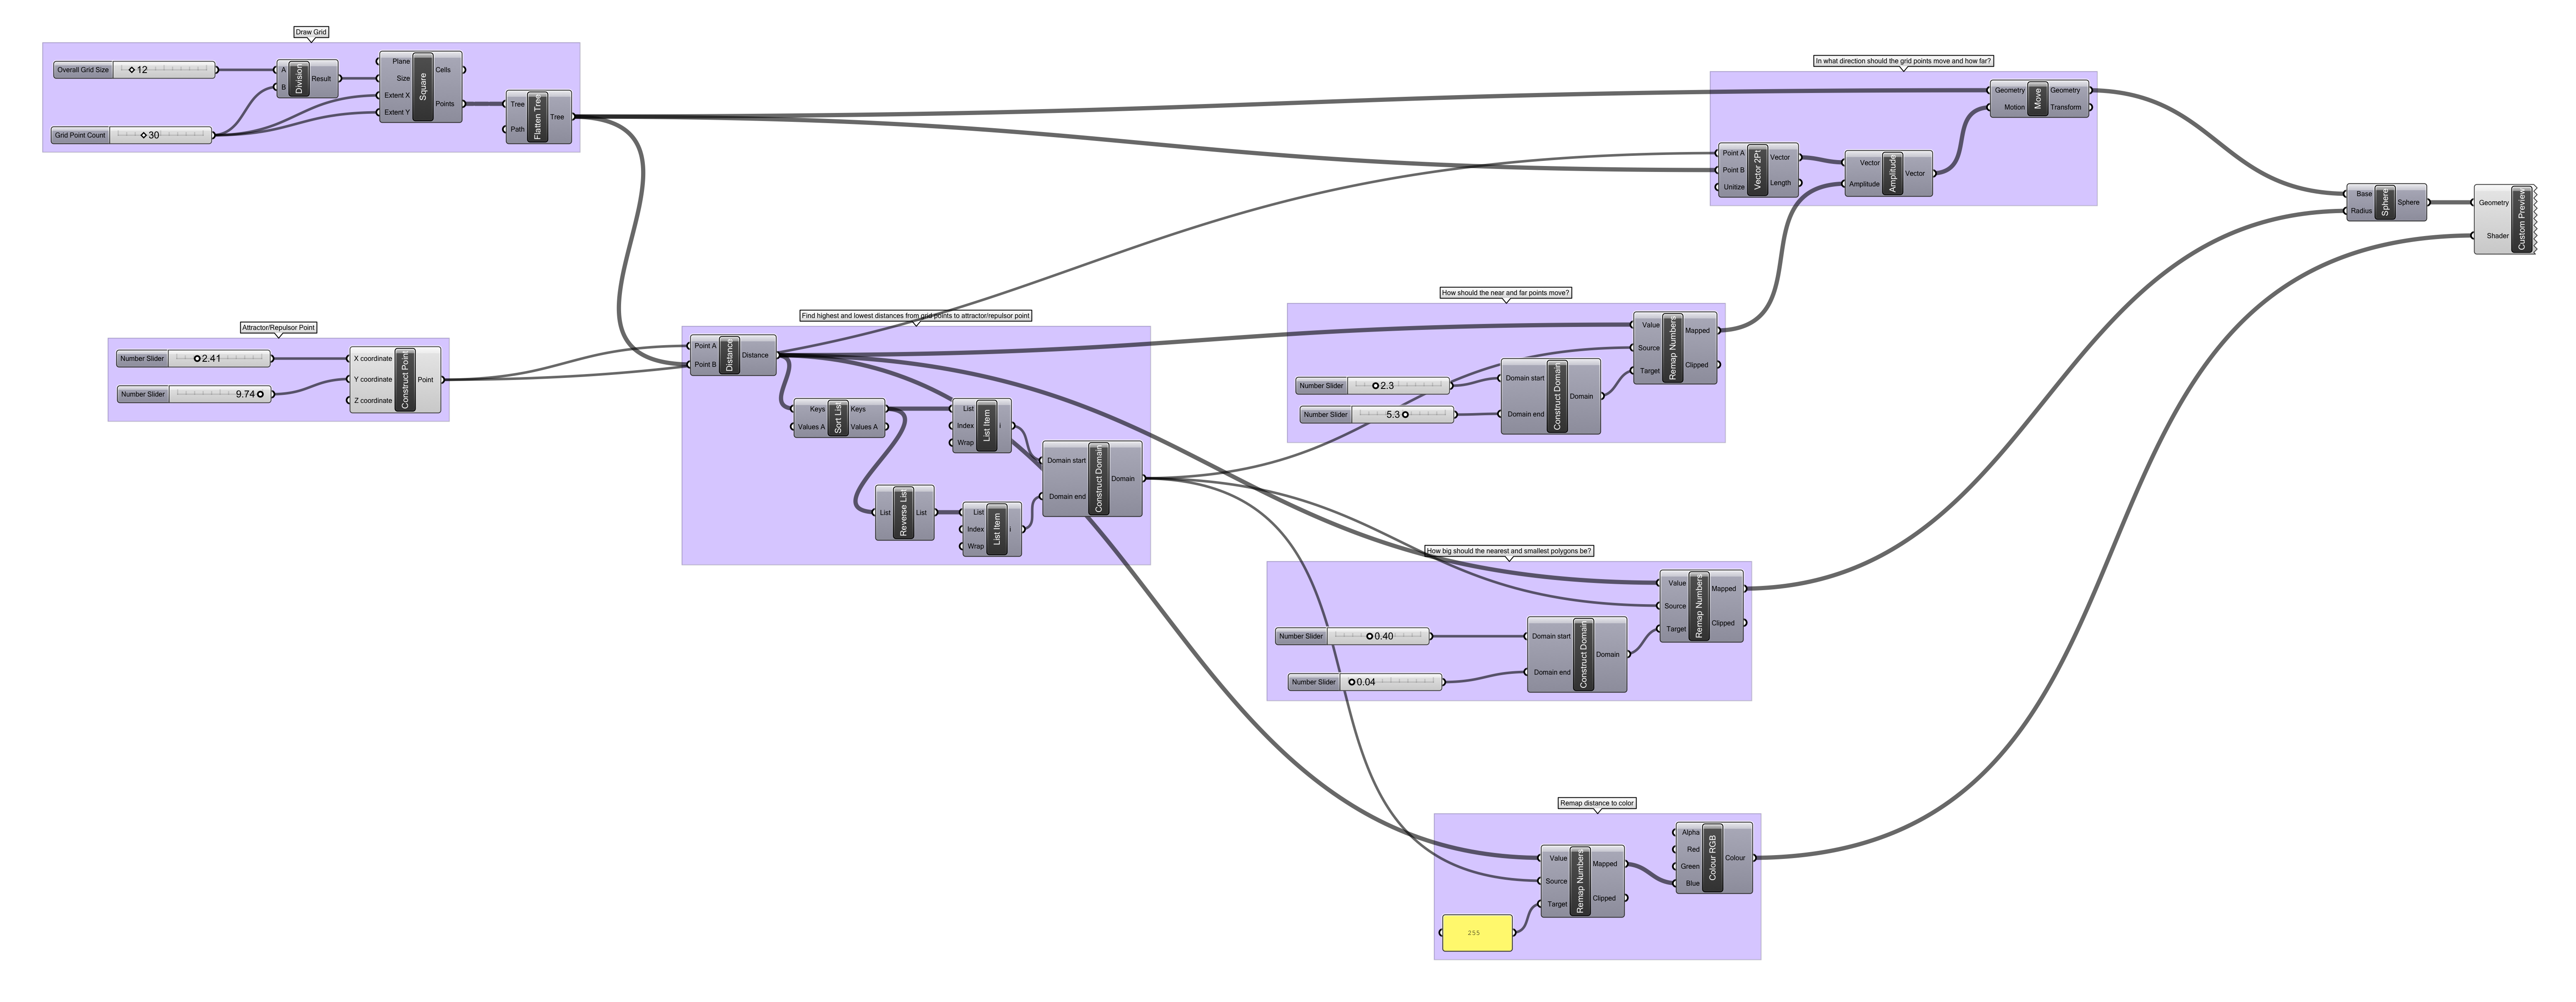 Draw Grid
Overall Grid Size
12
Grid Point Count
30
A
B
Division
Result
Plane
Size
Extent X
Extent Y
Square
Cells
Points
Tree
Path
Flatten Tree
Tree
Attractor/Repulsor Point
Number Slider
2.41
Number Slider
9.74
X coordinate
Y coordinate
Z coordinate
Construct Point
Point
Find highest and lowest distances from grid points to attractor/repulsor point
Point A
Point B
Distance
Distance
Keys
Values A
Sort List
Keys
Values A
List
Index
Wrap
List Item
i
List
Reverse List
List
List
Index
Wrap
List Item
i
Domain start
Domain end
Construct Domain
Domain
In what direction should the grid points move and how far?
Point A
Point B
Unitize
Vector 2Pt
Vector
Length
Vector
Amplitude
Amplitude
Vector
Geometry
Motion
Move
Geometry
Transform
How should the near and far points move?
Number Slider
2.3
Number Slider
5.3
Domain start
Domain end
Construct Domain
Domain
Value
Source
Target
Remap Numbers
Mapped
Clipped
How big should the nearest and smallest polygons be?
Number Slider
0.40
Number Slider
0.04
Domain start
Domain end
Construct Domain
Domain
Value
Source
Target
Remap Numbers
Mapped
Clipped
Remap distance to color
255
Value
Source
Target
Remap Numbers
Mapped
Clipped
Alpha
Red
Green
Blue
Colour RGB
Colour
Base
Radius
Sphere
Sphere
Geometry
Shader
Custom Preview